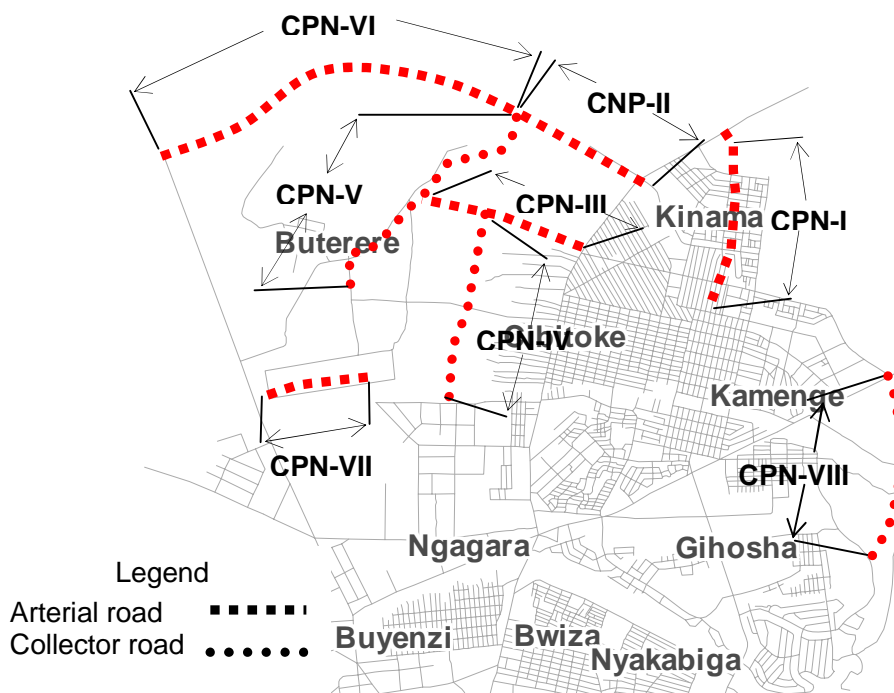 CPN-VI
CNP-II
CPN-V
CPN-III
Kinama
CPN-I
Buterere
CPN-IV
Gihitoke
Kamenge
CPN-VII
CPN-VIII
Ngagara
Gihosha
Legend
Arterial road
Collector road
Buyenzi
Bwiza
Nyakabiga